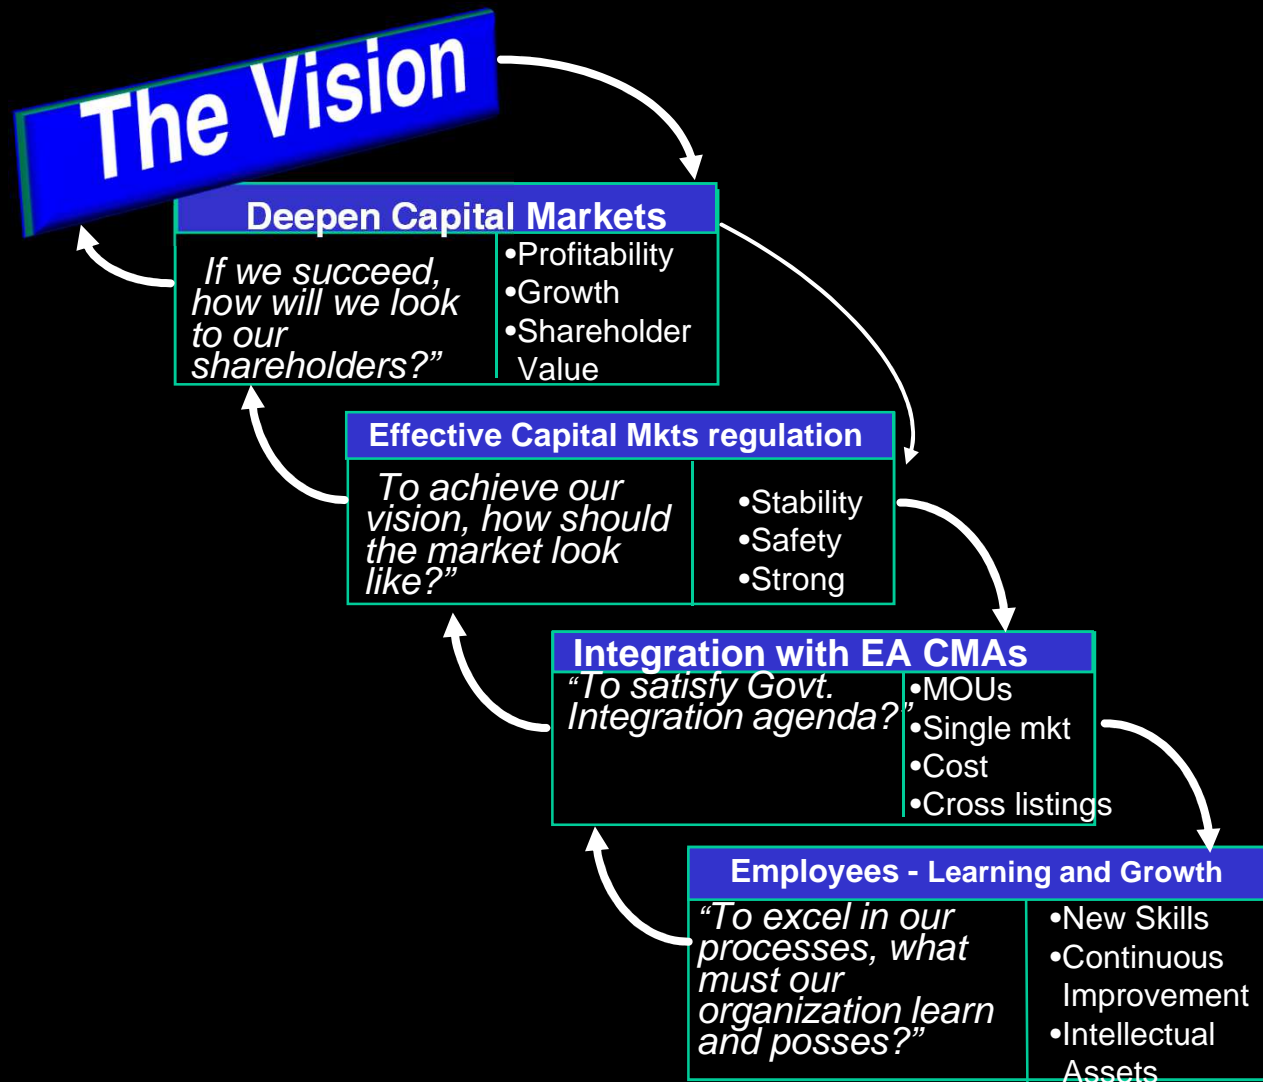 The Vision
Deepen Capital Markets
If we succeed,
how will we look
to our
shareholders?”
•Profitability
•Growth
•Shareholder
Value
Effective Capital Mkts regulation
To achieve our
vision, how should
the market look
like?”
•Stability
•Safety
•Strong
Integration with EA CMAs
“To satisfy Govt.
Integration agenda?”
•MOUs
•Single mkt
•Cost
•Cross listings
Employees - Learning and Growth
“To excel in our
processes, what
must our
organization learn
and posses?”
•New Skills
•Continuous
Improvement
•Intellectual
Assets